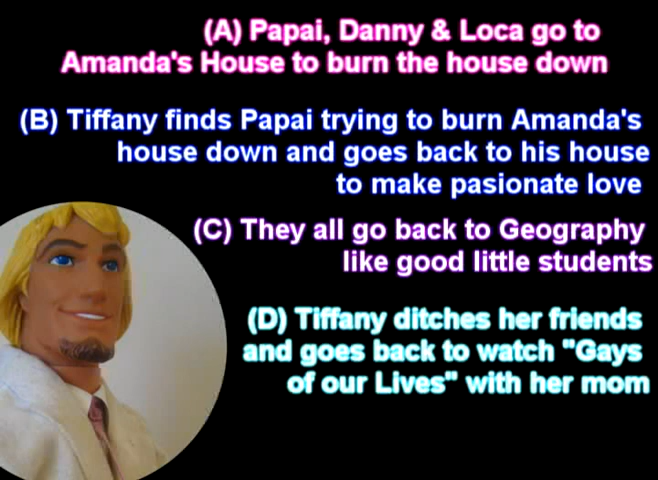 (A) Papai, Danny & Loca go to
Amanda's House to burn the house down
(B) Tiffany finds Papai trying to burn Amanda's
house down and goes back to his house
to make pasionate love
(C) They all go back to Geography
like good little students
(D) Tiffany ditches her friends
and goes back to watch "Gays
of our Lives" with her mom